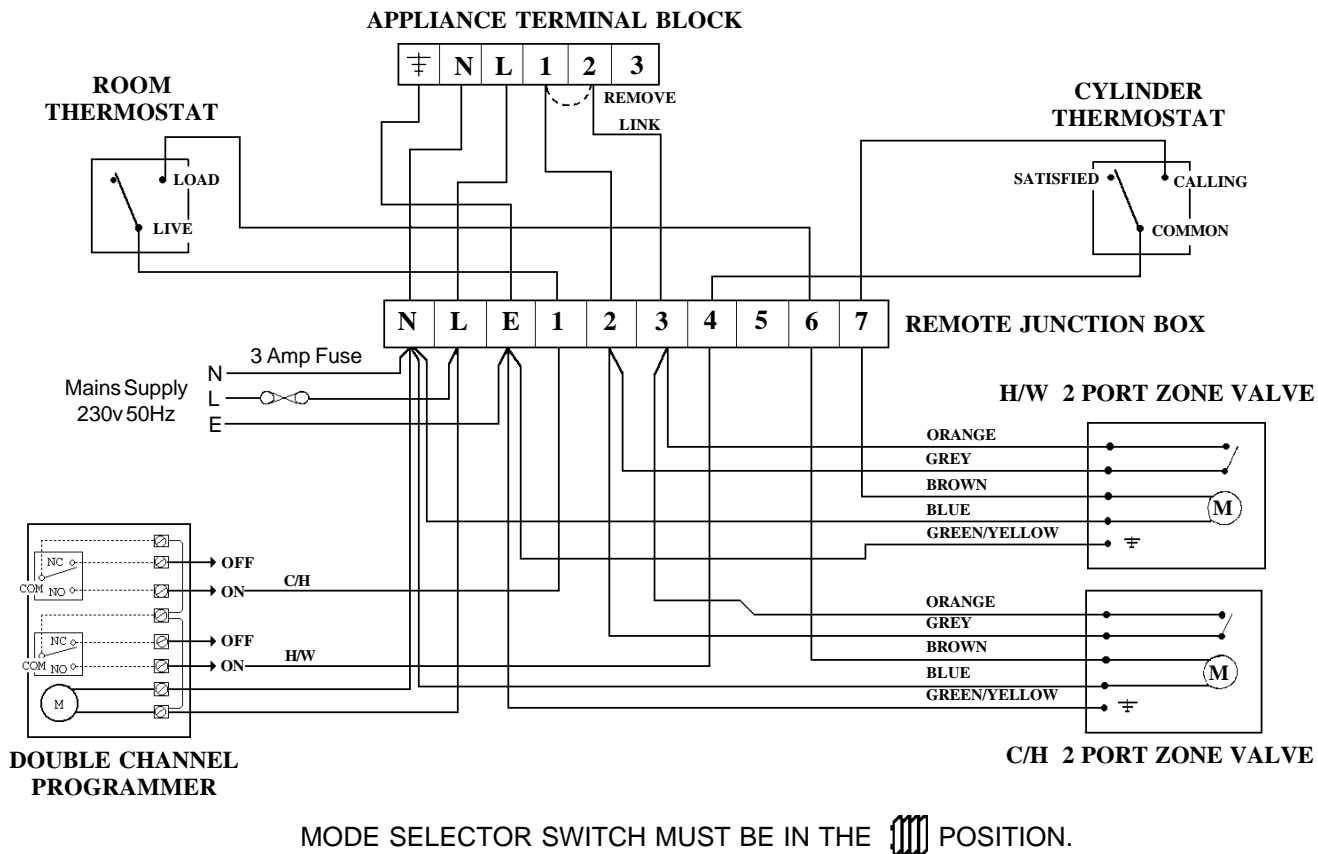 APPLIANCE TERMINAL BLOCK
N L 1 2 3
REMOVE
LINK
ROOM
THERMOSTAT
LOAD
LIVE
CYLINDER
THERMOSTAT
SATISFIED
CALLING
COMMON
N L E 1 2 3 4 5 6 7
REMOTE JUNCTION BOX
3 Amp Fuse
Mains Supply
230v 50Hz
N
L
E
H/W 2 PORT ZONE VALVE
ORANGE
GREY
BROWN
BLUE
GREEN/YELLOW
M
NC
COM
NO
OFF
ON
C/H
NC
COM
NO
OFF
ON
H/W
M
DOUBLE CHANNEL
PROGRAMMER
ORANGE
GREY
BROWN
BLUE
GREEN/YELLOW
M
C/H 2 PORT ZONE VALVE
MODE SELECTOR SWITCH MUST BE IN THE POSITION.